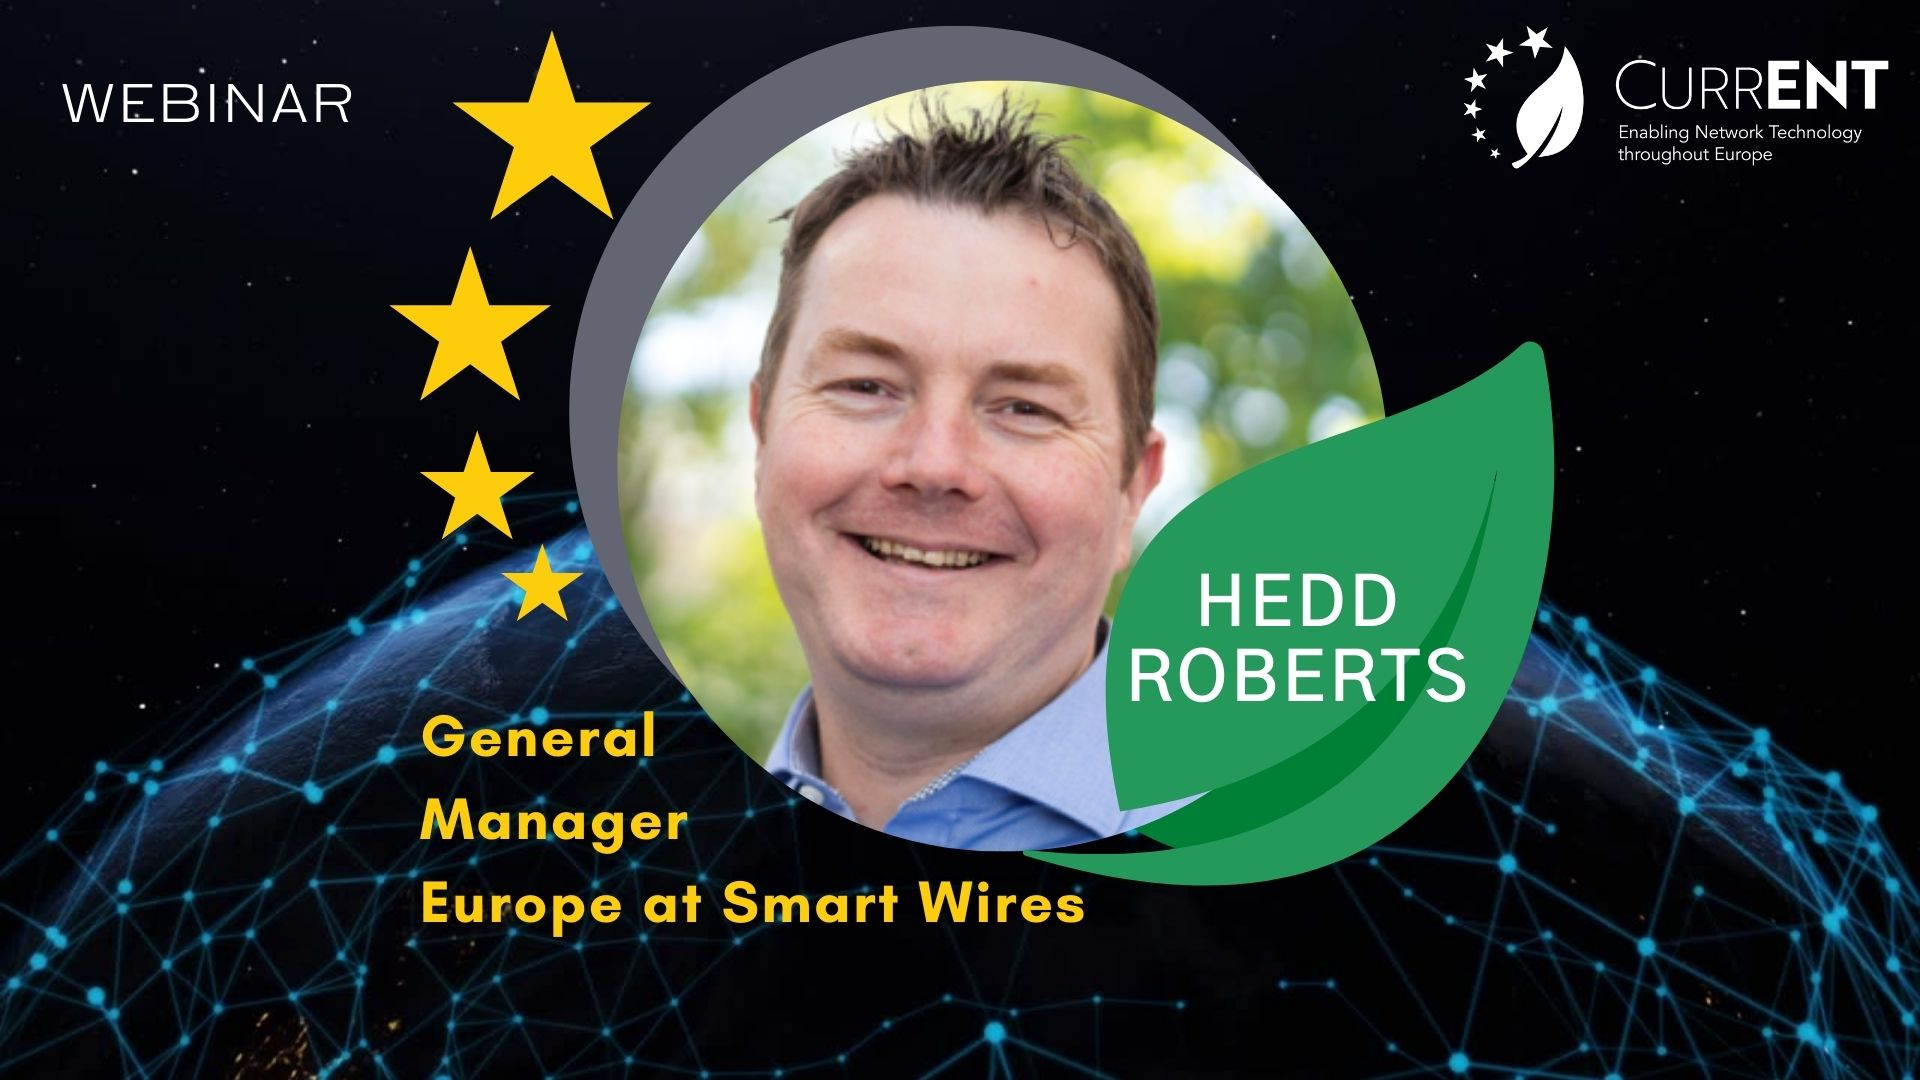 WEBINAR
CURRENT
Enabling Network Technology
throughout Europe
HEDD
ROBERTS
General
Manager
Europe at Smart Wires